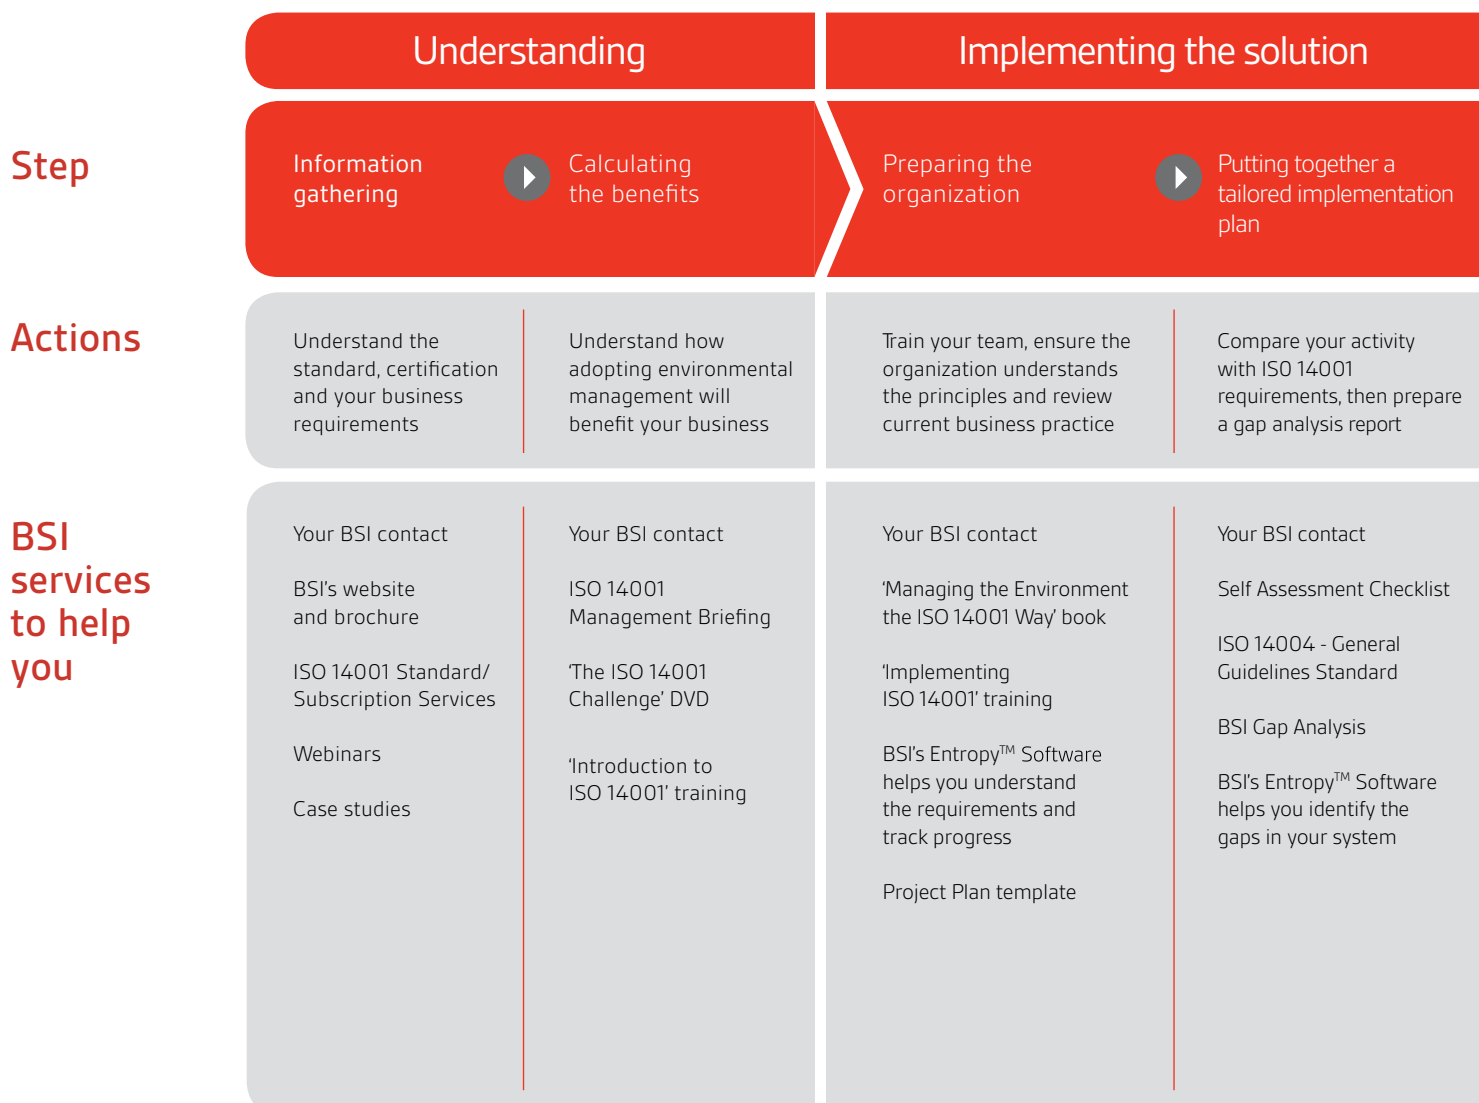 Understanding
Implementing the solution
Step
Information
gathering
Calculating
the benefits
Preparing the
organization
Putting together a
tailored implementation
plan
Actions
Understand the
standard, certification
and your business
requirements
Understand how
adopting environmental
management will
benefit your business
Train your team, ensure the
organization understands
the principles and review
current business practice
Compare your activity
with ISO 14001
requirements, then prepare
a gap analysis report
BSI
services
to help
you
Your BSI contact
BSI's website
and brochure
ISO 14001 Standard/
Subscription Services
Webinars
Case studies
Your BSI contact
ISO 14001
Management Briefing
‘The ISO 14001
Challenge’ DVD
‘Introduction to
ISO 14001’ training
Your BSI contact
‘Managing the Environment
the ISO 14001 Way’ book
‘Implementing
ISO 14001’ training
BSI’s Entropy™ Software
helps you understand
the requirements and
track progress
Project Plan template
Your BSI contact
Self Assessment Checklist
ISO 14004 - General
Guidelines Standard
BSI Gap Analysis
BSI’s Entropy™ Software
helps you identify the
gaps in your system